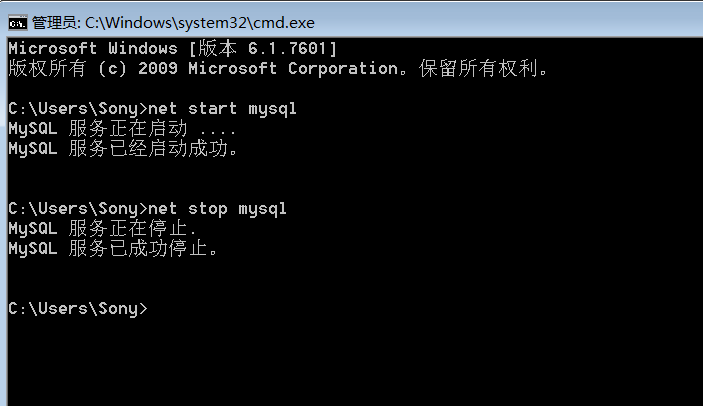 管理员: C:\Windows\system32\cmd.exe
Microsoft Windows [版本 6.1.7601]
版权所有 (c) 2009 Microsoft Corporation。保留所有权利。
C:\Users\Sony>net start mysql
MySQL 服务正在启动 ....
MySQL 服务已经启动成功。
C:\Users\Sony>net stop mysql
MySQL 服务正在停止.
MySQL 服务已成功停止。
C:\Users\Sony>